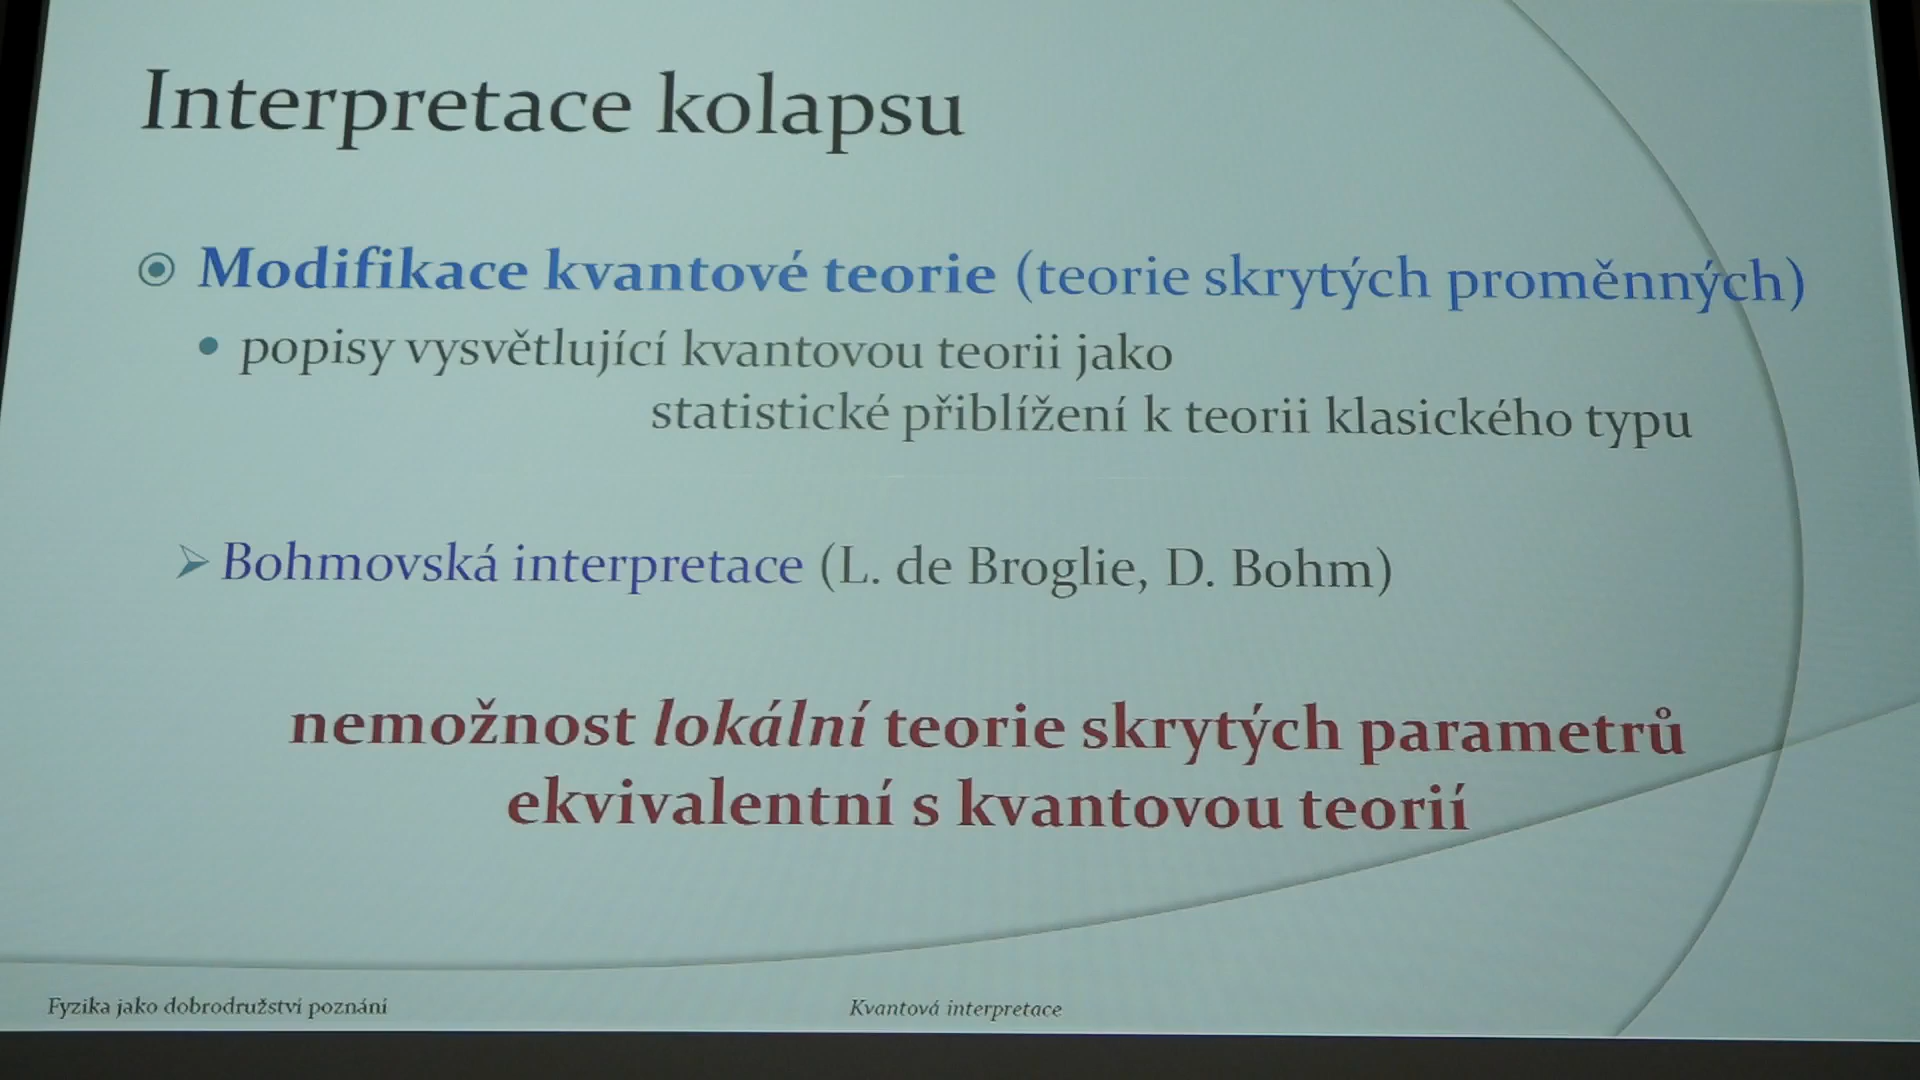 Interpretace kolapsu
Modifikace kvantové teorie (teorie skrytých proměnných)
popisy vysvětlující kvantovou teorii jako
statistické přiblížení k teorii klasického typu
Bohmovská interpretace (L. de Broglie, D. Bohm)
nemožnost lokální teorie skrytých parametrů
ekvivalentní s kvantovou teorií
Fyzika jako dobrodružství poznání
Kvantová interpretace